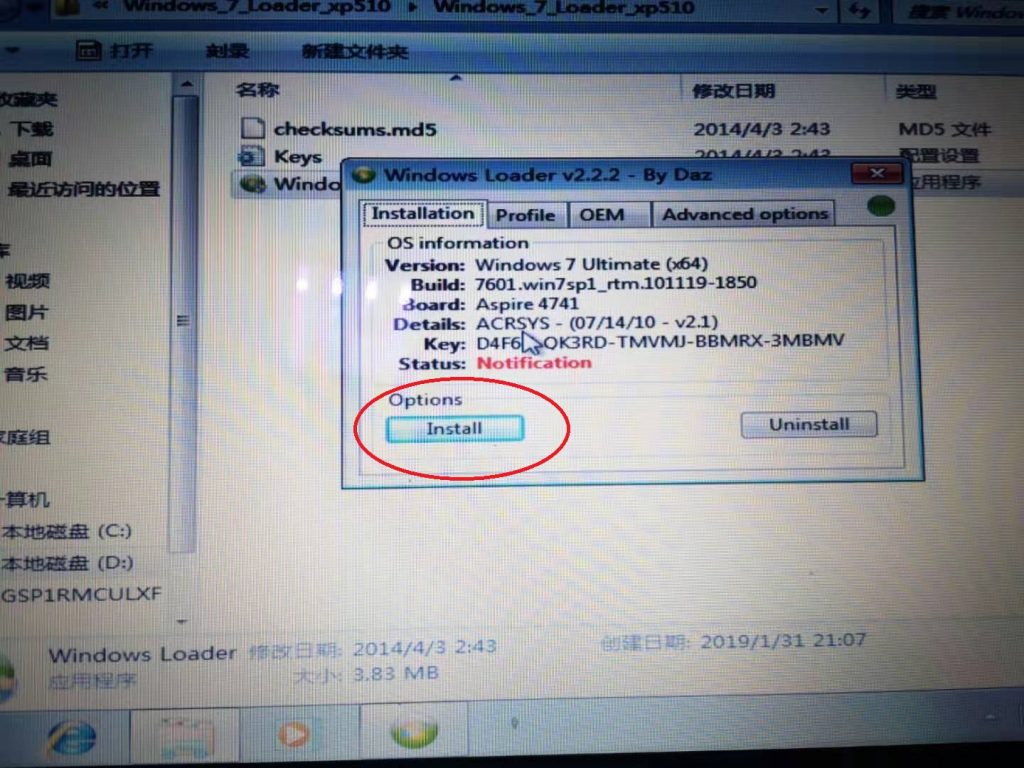 Windows_7_Loader_xp510 ▸ Windows_7_Loader_xp510
搜索 Windows
打开 刻录 新建文件夹
名称 修改日期 类型
收藏夹
下载
桌面
最近访问的位置
库
视频
图片
文档
音乐
家庭组
计算机
本地磁盘 (C:)
本地磁盘 (D:)
GSP1RMCULXF
checksums.md5 2014/4/3 2:43 MD5 文件
Keys 2014/4/3 2:43 配置设置
Windo 应用程序
Windows Loader v2.2.2 - By Daz
Installation Profile OEM Advanced options
OS information
Version: Windows 7 Ultimate (x64)
Build: 7601.win7sp1_rtm.101119-1850
Board: Aspire 4741
Details: ACRSYS - (07/14/10 - v2.1)
Key: D4F6 QK3RD-TMVMJ-BBMRX-3MBMV
Status: Notification
Options
Install Uninstall
Windows Loader 修改日期: 2014/4/3 2:43 创建日期: 2019/1/31 21:07
应用程序 大小: 3.83 MB